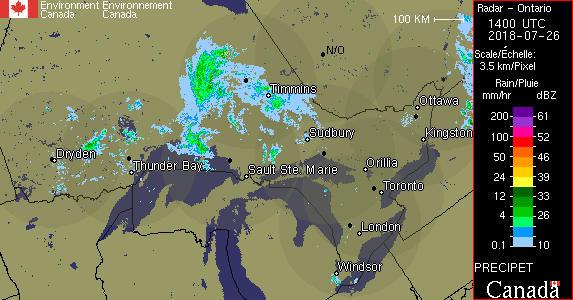 Environment Environnement
Canada Canada
100 KM
N/O
Timmins
Ottawa
Sudbury
Kingston
Dryden
Thunder Bay
Sault Ste. Marie
Orillia
Toronto
London
Windsor
Radar - Ontario
1400 UTC
2018-07-26
Scale/Échelle:
3.5 km/Pixel
Rain/Pluie
mm/hr dBZ
200 61
100 56
50 52
24 46
12 39
4 33
1 26
0.1 10
PRECIPET
Canada